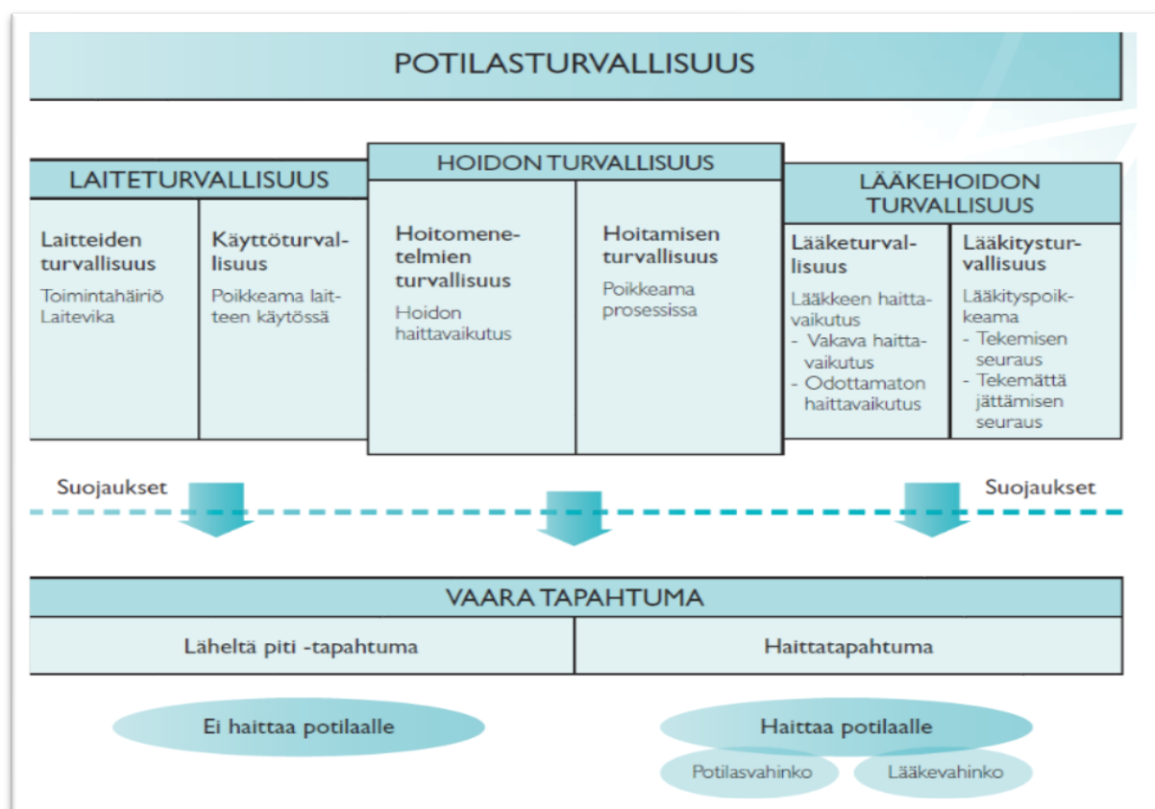 POTILASTURVALLISUUS
LAITETURVALLISUUS
Laitteiden
turvallisuus
Toimintahäiriö
Laitevika
Käyttöturval-
lisuus
Poikkeama lait-
teen käytössä
HOIDON TURVALLISUUS
Hoitomene-
telmien
turvallisuus
Hoidon
haittavaikutus
Hoitamisen
turvallisuus
Poikkeama
prosessissa
LÄÄKEHOIDON
TURVALLISUUS
Lääketurval-
lisuus
Lääkkeen haitta-
vaikutus
- Vakava haitta-
vaikutus
- Odottamaton
haittavaikutus
Lääkitystur-
vallisuus
Lääkityspoik-
keama
- Tekemisen
seuraus
- Tekemättä
jättämisen
seuraus
Suojaukset
Suojaukset
VAARA TAPAHTUMA
Läheltä piti -tapahtuma
Haittatapahtuma
Ei haittaa potilaalle
Haittaa potilaalle
Potilasvahinko
Lääkevahinko